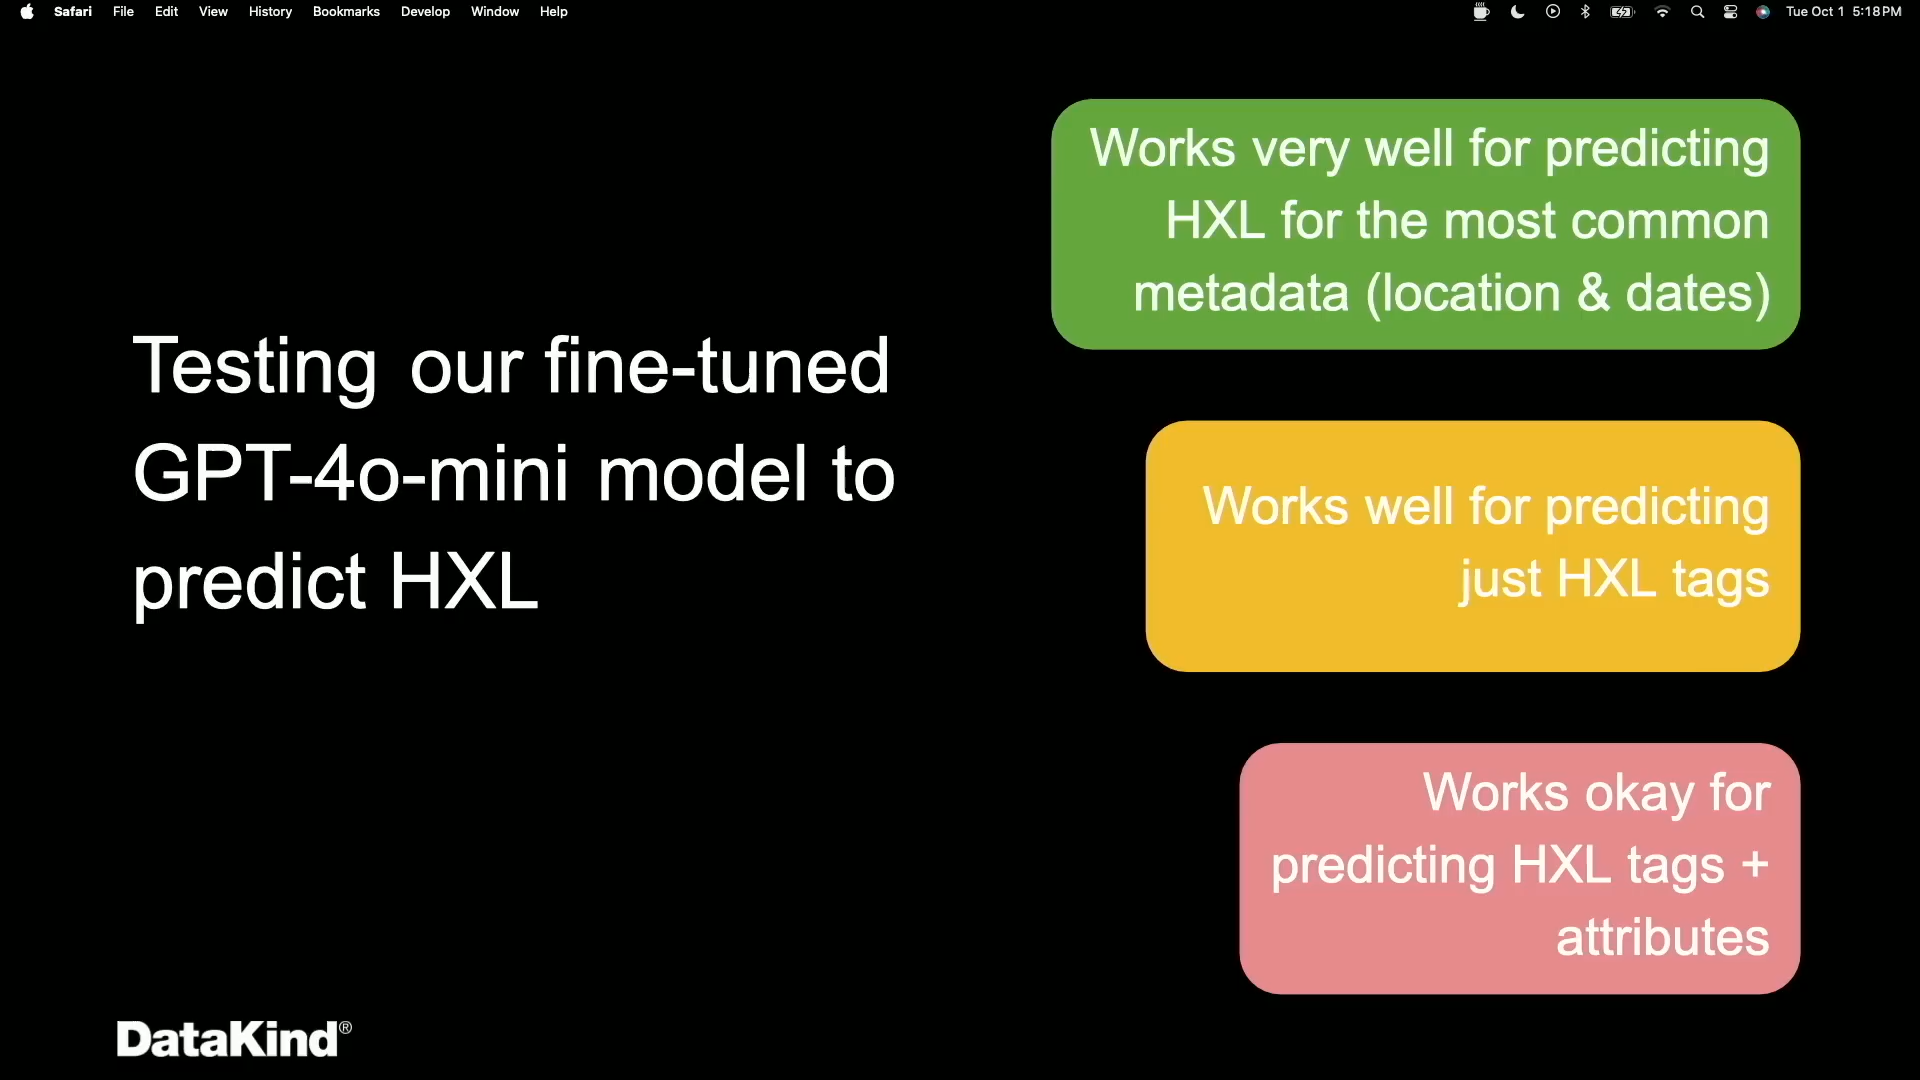 Safari File Edit View History Bookmarks Develop Window Help Tue Oct 1 5:18 PM
Testing our fine-tuned
GPT-4o-mini model to
predict HXL
Works very well for predicting
HXL for the most common
metadata (location & dates)
Works well for predicting
just HXL tags
Works okay for
predicting HXL tags +
attributes
DataKind®